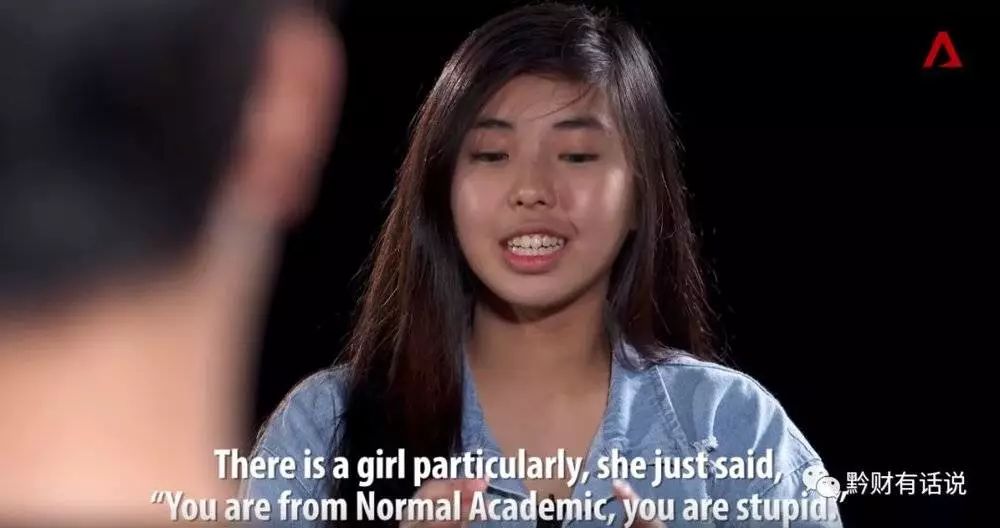 There is a girl particularly, she just said,
“You are from Normal Academic, you are stupid.”
黔财有话说